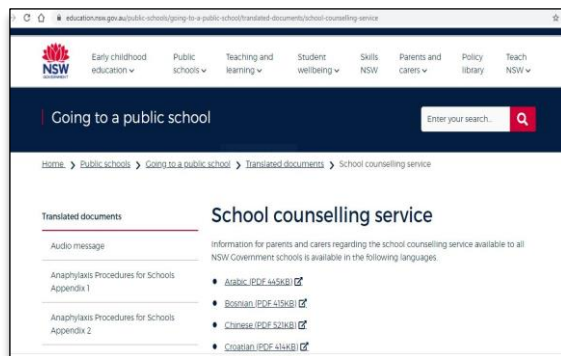 education.nsw.gov.au/public-schools/going-to-a-public-school/translated-documents/school-counselling-service
Early childhood
education
Public
schools
Teaching and
learning
Student
wellbeing
Skills
NSW
Parents and
carers
Policy
library
Teach
NSW
NSW
GOVERNMENT
Going to a public school
Enter your search..
Home > Public schools > Going to a public school > Translated documents > School counselling service
Translated documents
Audio message
Anaphylaxis Procedures for Schools
Appendix 1
Anaphylaxis Procedures for Schools
Appendix 2
School counselling service
Information for parents and carers regarding the school counselling service available to all
NSW Government schools is available in the following languages.
• Arabic (PDF 445KB)
• Bosnian (PDF 415KB)
• Chinese (PDF 521KB)
• Croatian (PDF 414KB)